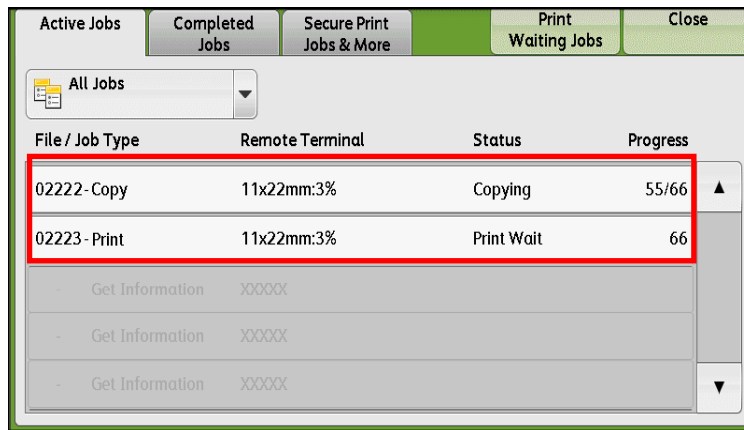 Active Jobs
Completed
Jobs
Secure Print
Jobs & More
Print
Waiting Jobs
Close
All Jobs
File / Job Type Remote Terminal Status Progress
02222-Copy 11x22mm:3% Copying 55/66
02223-Print 11x22mm:3% Print Wait 66
- Get Information XXXXX
- Get Information XXXXX
- Get Information XXXXX